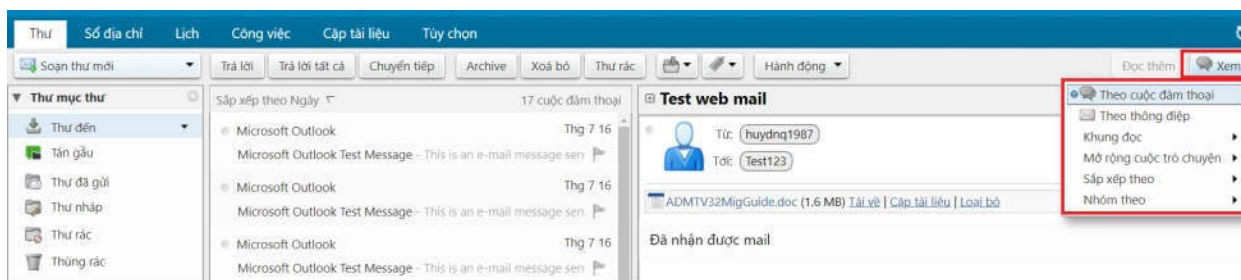 Thư Sổ địa chỉ Lịch Công việc Cặp tài liệu Tùy chọn
Soạn thư mới Trả lời Trả lời tất cả Chuyển tiếp Archive Xoá bỏ Thư rác Hành động Đọc thêm Xem
Thư mục thư
Thư đến
Tán gẫu
Thư đã gửi
Thư nháp
Thư rác
Thùng rác
Sắp xếp theo Ngày 17 cuộc đàm thoại
Microsoft Outlook Thg 7 16
Microsoft Outlook Test Message - This is an e-mail message sen
Microsoft Outlook Thg 7 16
Microsoft Outlook Test Message - This is an e-mail message sen
Microsoft Outlook Thg 7 16
Microsoft Outlook Test Message - This is an e-mail message sen
Test web mail
Từ: huydnq1987
Tới: Test123
ADMTV32MigGuide.doc (1.6 MB) Tải về | Cặp tài liệu | Loại bỏ
Đã nhận được mail
Theo cuộc đàm thoại
Theo thông điệp
Khung đọc
Mở rộng cuộc trò chuyện
Sắp xếp theo
Nhóm theo